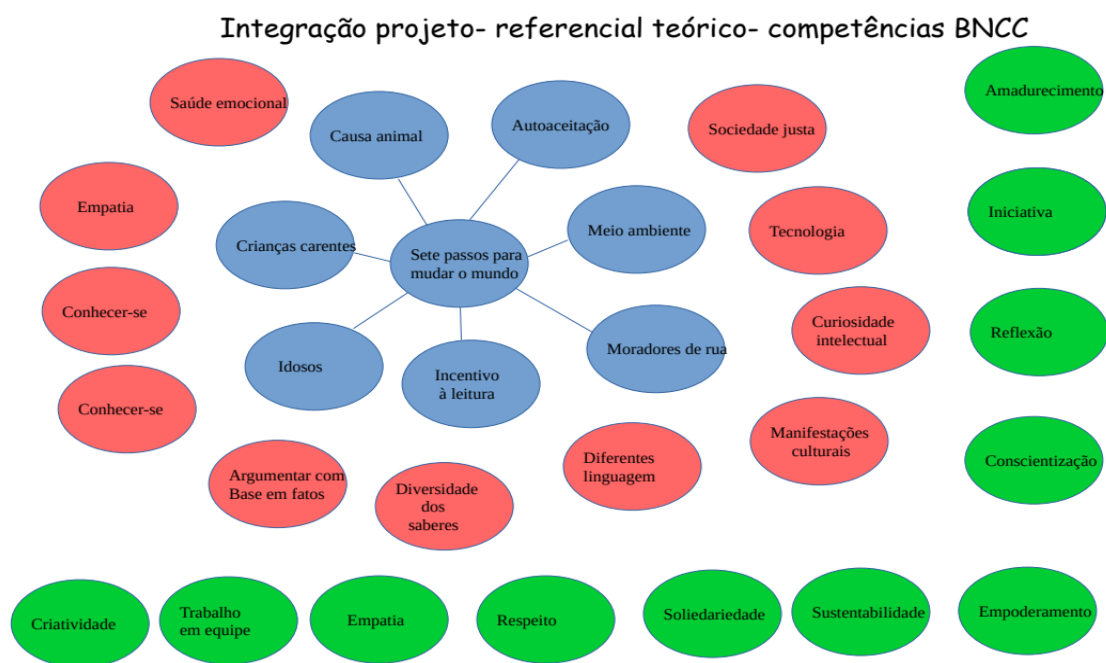 Integração projeto- referencial teórico- competências BNCC
Saúde emocional
Causa animal
Autoaceitação
Sociedade justa
Amadurecimento
Empatia
Crianças carentes
Sete passos para
mudar o mundo
Meio ambiente
Tecnologia
Iniciativa
Conhecer-se
Idosos
Incentivo
à leitura
Moradores de rua
Curiosidade
intelectual
Reflexão
Conhecer-se
Argumentar com
Base em fatos
Diversidade
dos
saberes
Diferentes
linguagem
Manifestações
culturais
Conscientização
Criatividade
Trabalho
em equipe
Empatia
Respeito
Soliedariedade
Sustentabilidade
Empoderamento